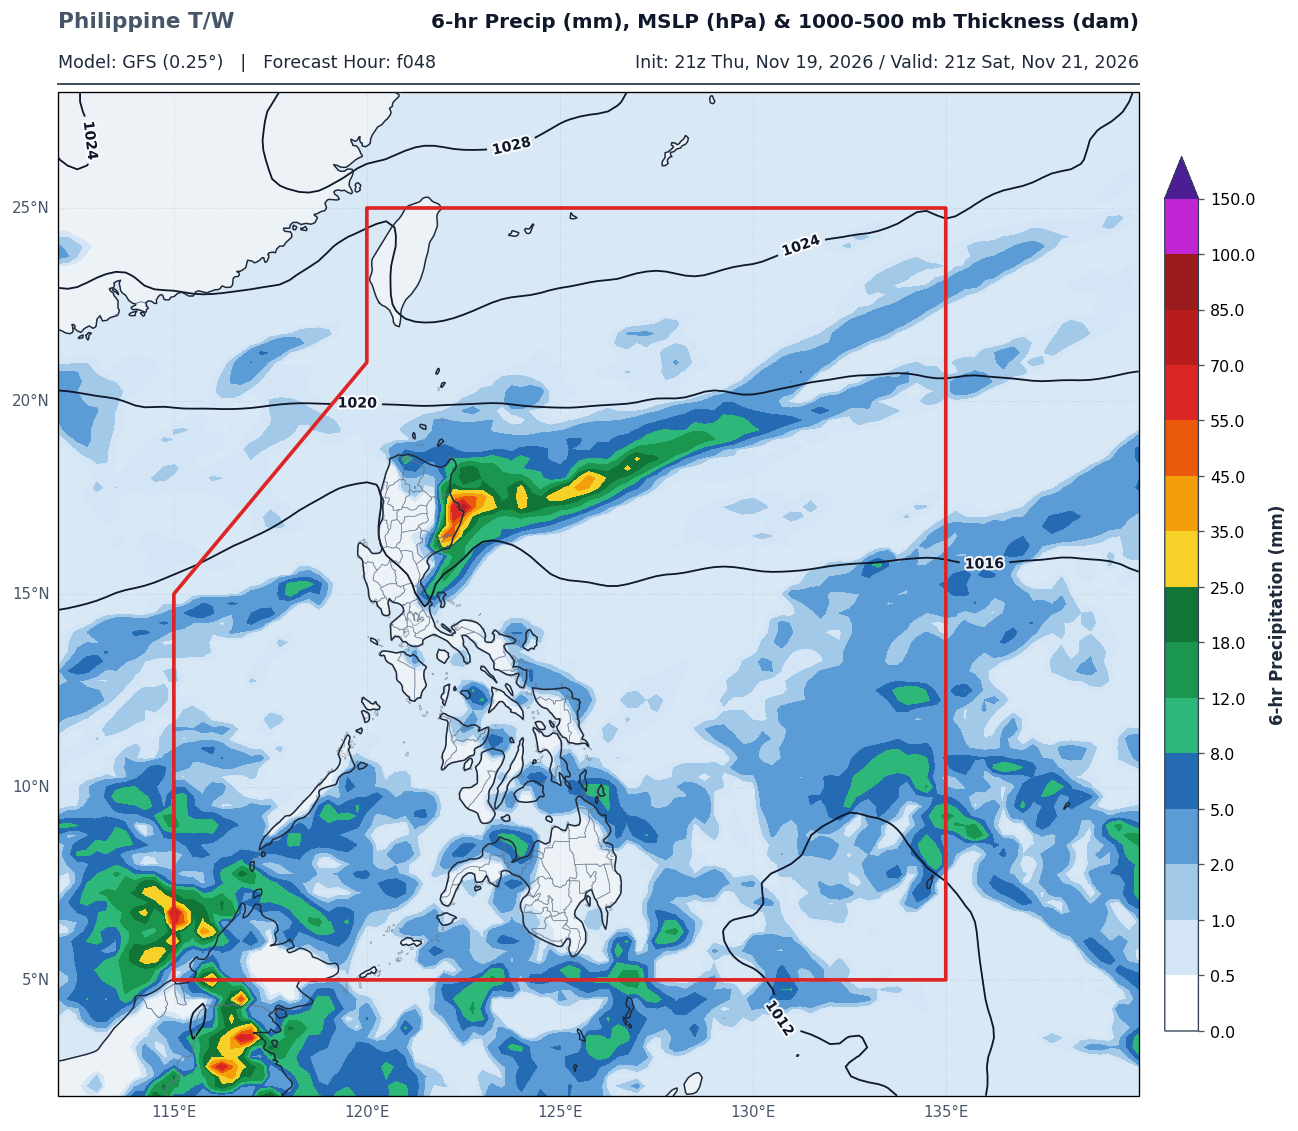 Philippine T/W
6-hr Precip (mm), MSLP (hPa) & 1000-500 mb Thickness (dam)
Model: GFS (0.25°) | Forecast Hour: f048
Init: 21z Thu, Nov 19, 2026 / Valid: 21z Sat, Nov 21, 2026
1024
1028
1024
1020
1016
1012
25°N
20°N
15°N
10°N
5°N
115°E
120°E
125°E
130°E
135°E
150.0
100.0
85.0
70.0
55.0
45.0
35.0
25.0
18.0
12.0
8.0
5.0
2.0
1.0
0.5
0.0
6-hr Precipitation (mm)